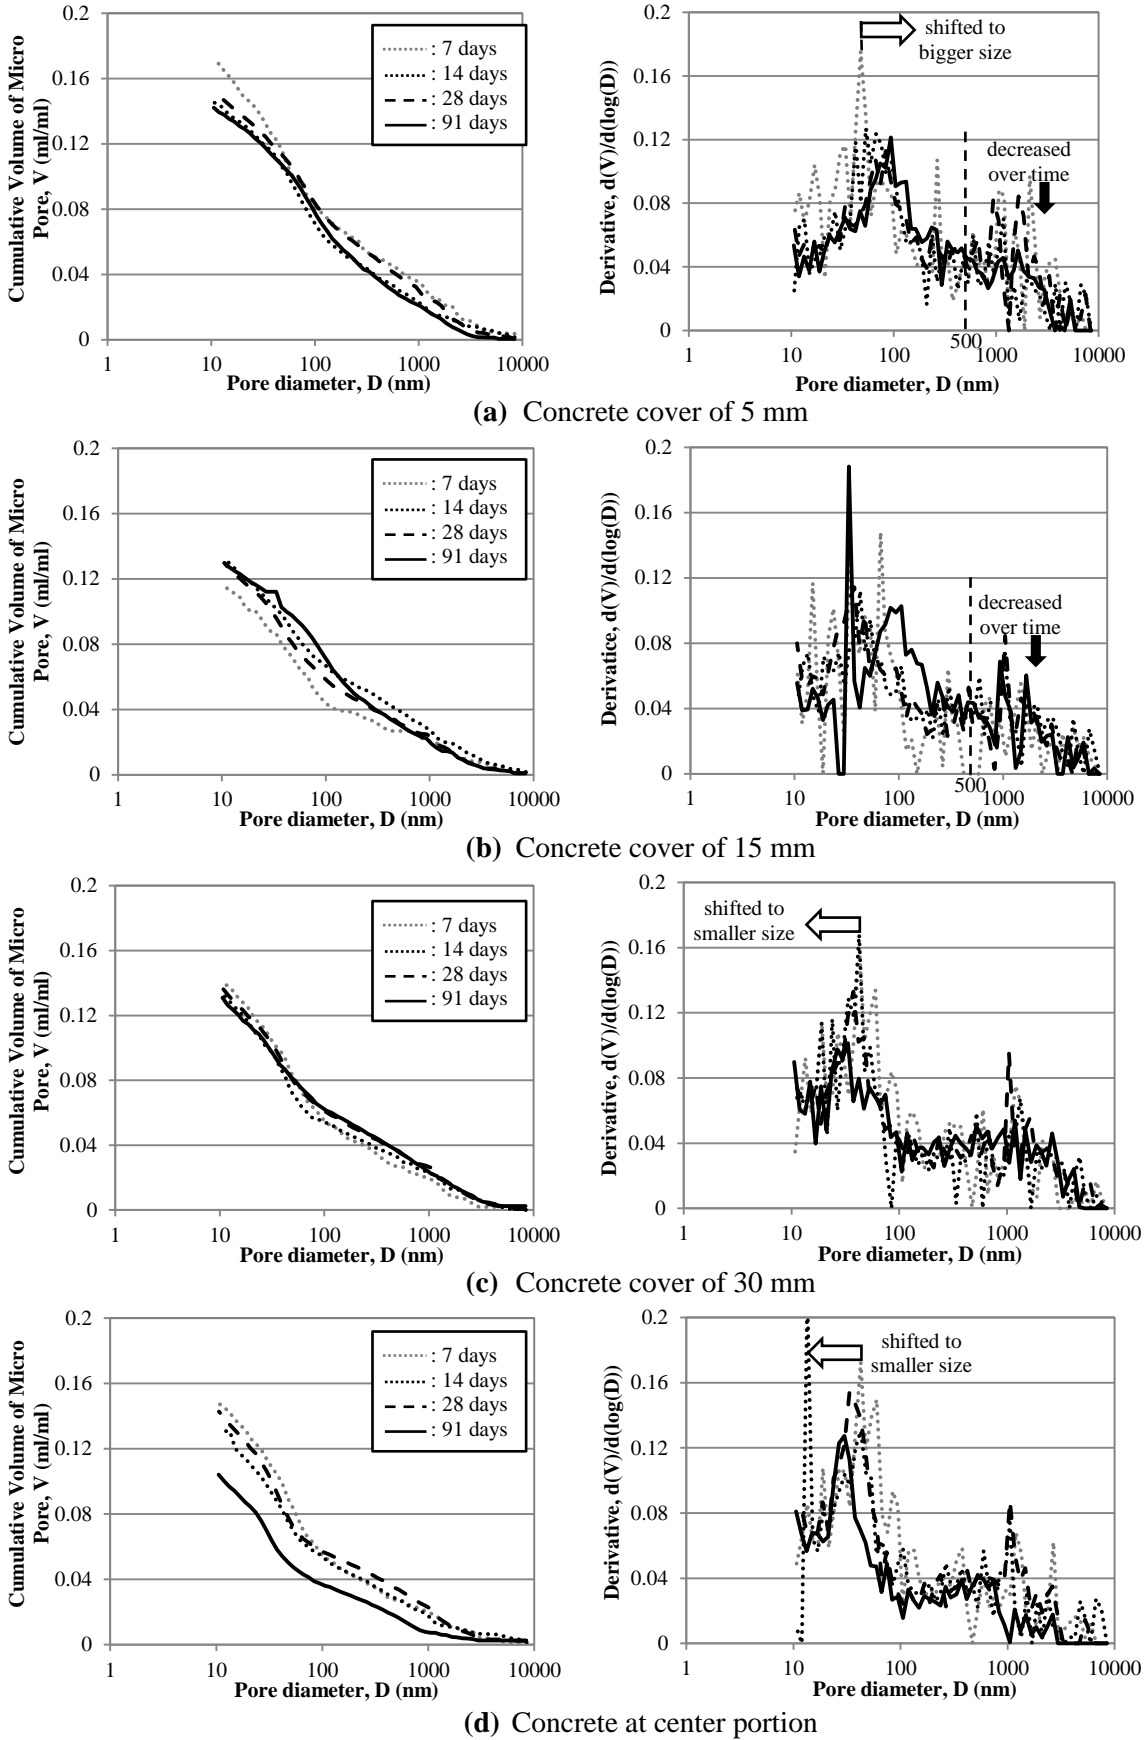 Cumulative Volume of Micro
Pore, V (ml/ml)
0.2
0.16
0.12
0.08
0.04
0
1 10 100 1000 10000
Pore diameter, D (nm)
: 7 days
: 14 days
: 28 days
: 91 days
Derivative, d(V)/d(log(D))
0.2
0.16
0.12
0.08
0.04
0
1 10 100 500 1000 10000
Pore diameter, D (nm)
shifted to
bigger size
decreased
over time
(a) Concrete cover of 5 mm
Cumulative Volume of Micro
Pore, V (ml/ml)
0.2
0.16
0.12
0.08
0.04
0
1 10 100 1000 10000
Pore diameter, D (nm)
: 7 days
: 14 days
: 28 days
: 91 days
Derivatice, d(V)/d(log(D))
0.2
0.16
0.12
0.08
0.04
0
1 10 100 500 1000 10000
Pore diameter, D (nm)
decreased
over time
(b) Concrete cover of 15 mm
Cumulative Volume of Micro
Pore, V (ml/ml)
0.2
0.16
0.12
0.08
0.04
0
1 10 100 1000 10000
Pore diameter, D (nm)
: 7 days
: 14 days
: 28 days
: 91 days
Derivative, d(V)/d(log(D))
0.2
0.16
0.12
0.08
0.04
0
1 10 100 1000 10000
Pore diameter, D (nm)
shifted to
smaller size
(c) Concrete cover of 30 mm
Cumulative Volume of Micro
Pore, V (ml/ml)
0.2
0.16
0.12
0.08
0.04
0
1 10 100 1000 10000
Pore diameter, D (nm)
: 7 days
: 14 days
: 28 days
: 91 days
Derivative, d(V)/d(log(D))
0.2
0.16
0.12
0.08
0.04
0
1 10 100 1000 10000
Pore diameter, D (nm)
shifted to
smaller size
(d) Concrete at center portion